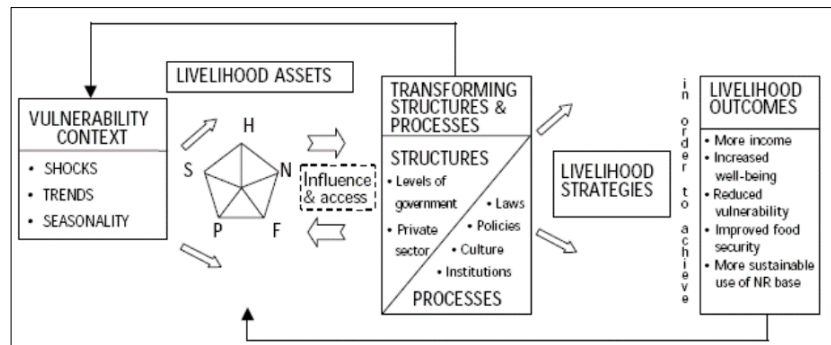 LIVELIHOOD ASSETS
VULNERABILITY
CONTEXT
• SHOCKS
• TRENDS
• SEASONALITY
H
S
N
P
F
Influence
& access
TRANSFORMING
STRUCTURES &
PROCESSES
STRUCTURES
• Levels of
government
• Private
sector
• Laws
• Policies
• Culture
• Institutions
PROCESSES
LIVELIHOOD
STRATEGIES
in order to achieve
LIVELIHOOD
OUTCOMES
• More income
• Increased
well-being
• Reduced
vulnerability
• Improved food
security
• More sustainable
use of NR base